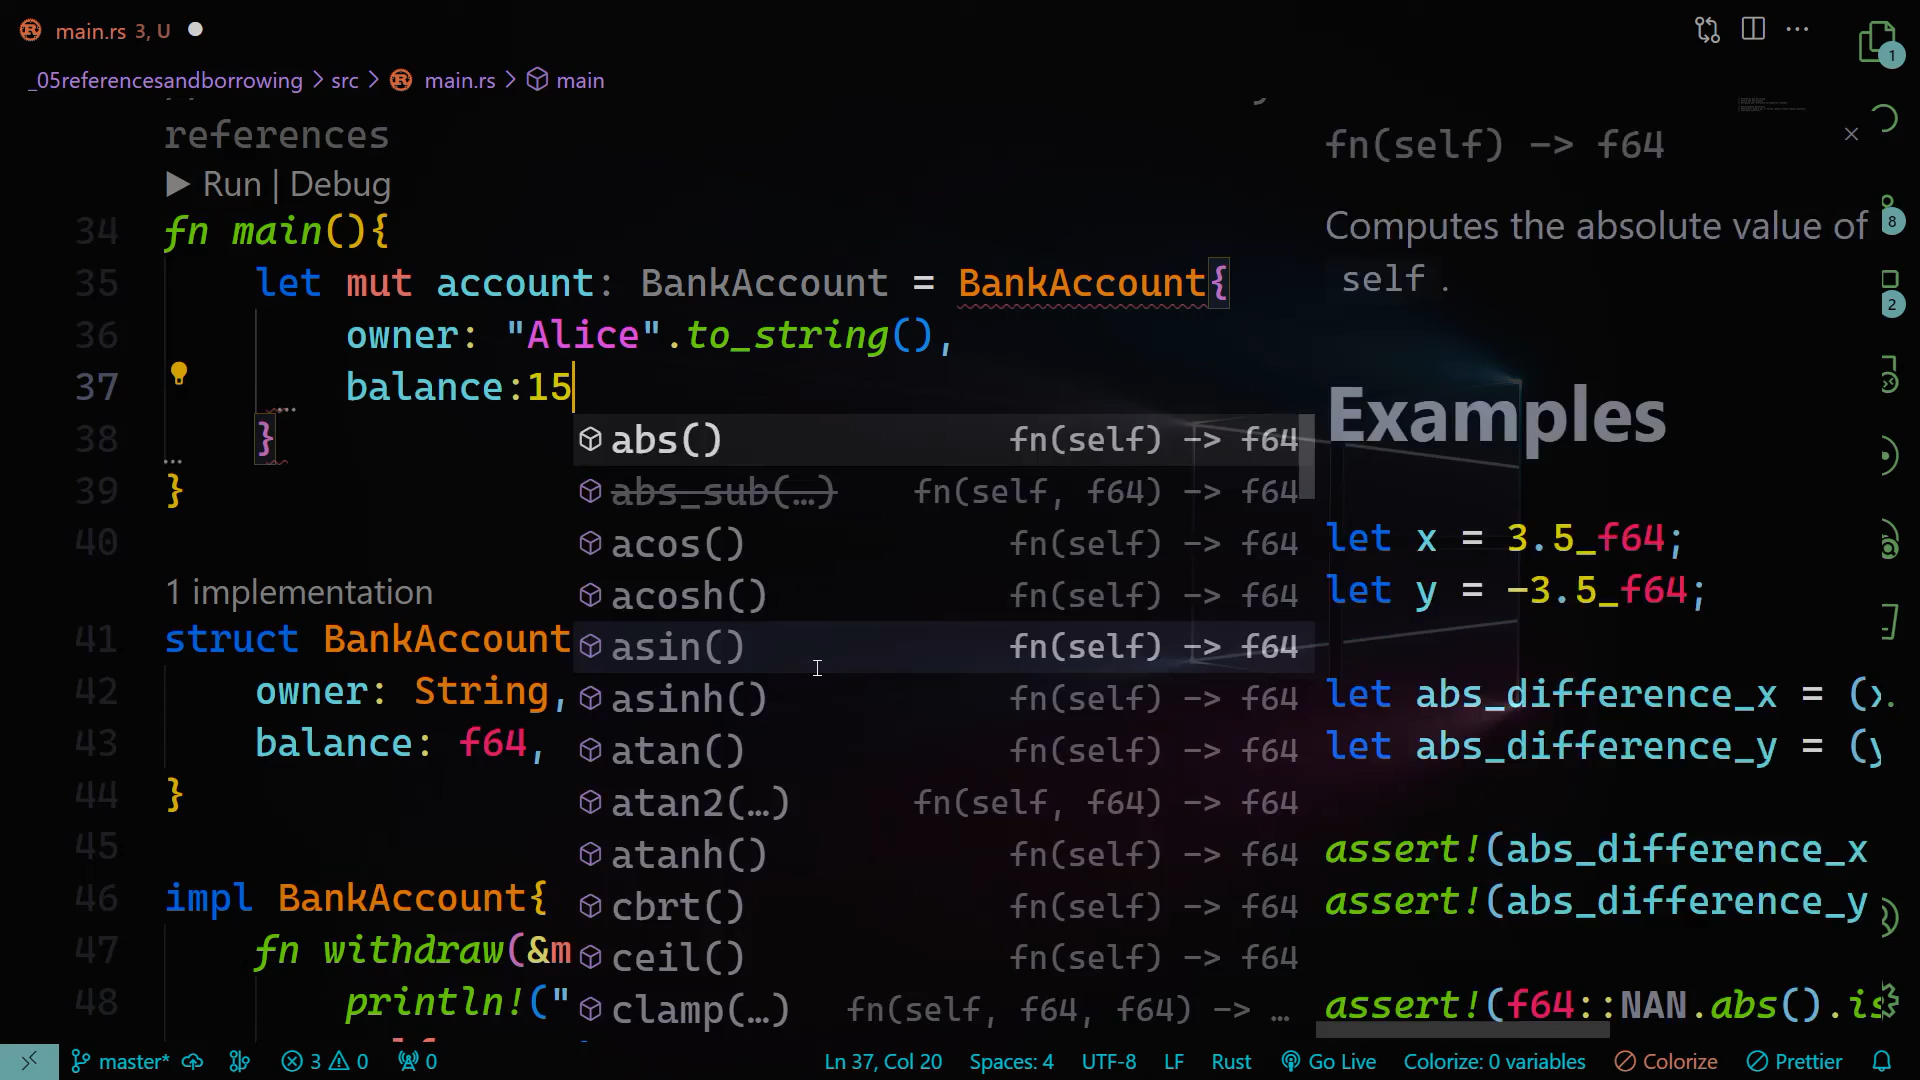 main.rs 3, U
_05referencesandborrowing > src > main.rs > main
references
Run | Debug
34 fn main(){
35 let mut account: BankAccount = BankAccount{
36 owner: "Alice".to_string(),
37 balance:15
38 }
39 }
40
1 implementation
41 struct BankAccount
42 owner: String,
43 balance: f64,
44 }
45
46 impl BankAccount{
47 fn withdraw(&m
48 println!("
abs() fn(self) -> f64
abs_sub(…) fn(self, f64) -> f64
acos() fn(self) -> f64
acosh() fn(self) -> f64
asin() fn(self) -> f64
asinh() fn(self) -> f64
atan() fn(self) -> f64
atan2(…) fn(self, f64) -> f64
atanh() fn(self) -> f64
cbrt() fn(self) -> f64
ceil() fn(self) -> f64
clamp(…) fn(self, f64, f64) -> …
fn(self) -> f64
Computes the absolute value of
self .
Examples
let x = 3.5_f64;
let y = -3.5_f64;
let abs_difference_x = (x.
let abs_difference_y = (y
assert!(abs_difference_x
assert!(abs_difference_y
assert!(f64::NAN.abs().is
1
8
2
master* 3 0 0 Ln 37, Col 20 Spaces: 4 UTF-8 LF Rust Go Live Colorize: 0 variables Colorize Prettier